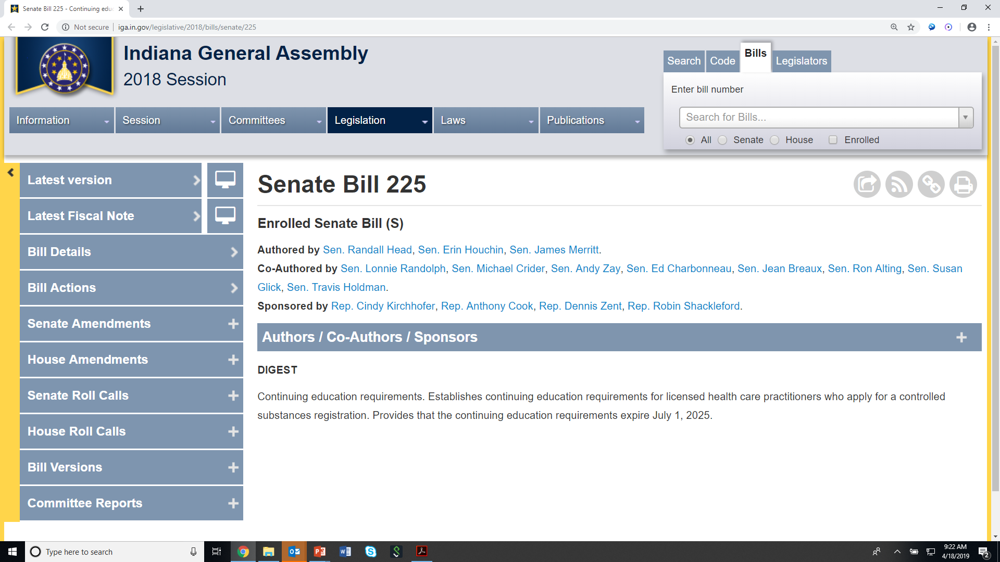 Senate Bill 225 - Continuing educ
Not secure | iga.in.gov/legislative/2018/bills/senate/225
Indiana General Assembly
2018 Session
Search
Code
Bills
Legislators
Enter bill number
Search for Bills...
All
Senate
House
Enrolled
Information
Session
Committees
Legislation
Laws
Publications
Latest version
Latest Fiscal Note
Bill Details
Bill Actions
Senate Amendments
House Amendments
Senate Roll Calls
House Roll Calls
Bill Versions
Committee Reports
Senate Bill 225
Enrolled Senate Bill (S)
Authored by Sen. Randall Head, Sen. Erin Houchin, Sen. James Merritt.
Co-Authored by Sen. Lonnie Randolph, Sen. Michael Crider, Sen. Andy Zay, Sen. Ed Charbonneau, Sen. Jean Breaux, Sen. Ron Alting, Sen. Susan
Glick, Sen. Travis Holdman.
Sponsored by Rep. Cindy Kirchhofer, Rep. Anthony Cook, Rep. Dennis Zent, Rep. Robin Shackleford.
Authors / Co-Authors / Sponsors
DIGEST
Continuing education requirements. Establishes continuing education requirements for licensed health care practitioners who apply for a controlled
substances registration. Provides that the continuing education requirements expire July 1, 2025.
Type here to search
9:22 AM
4/18/2019
2